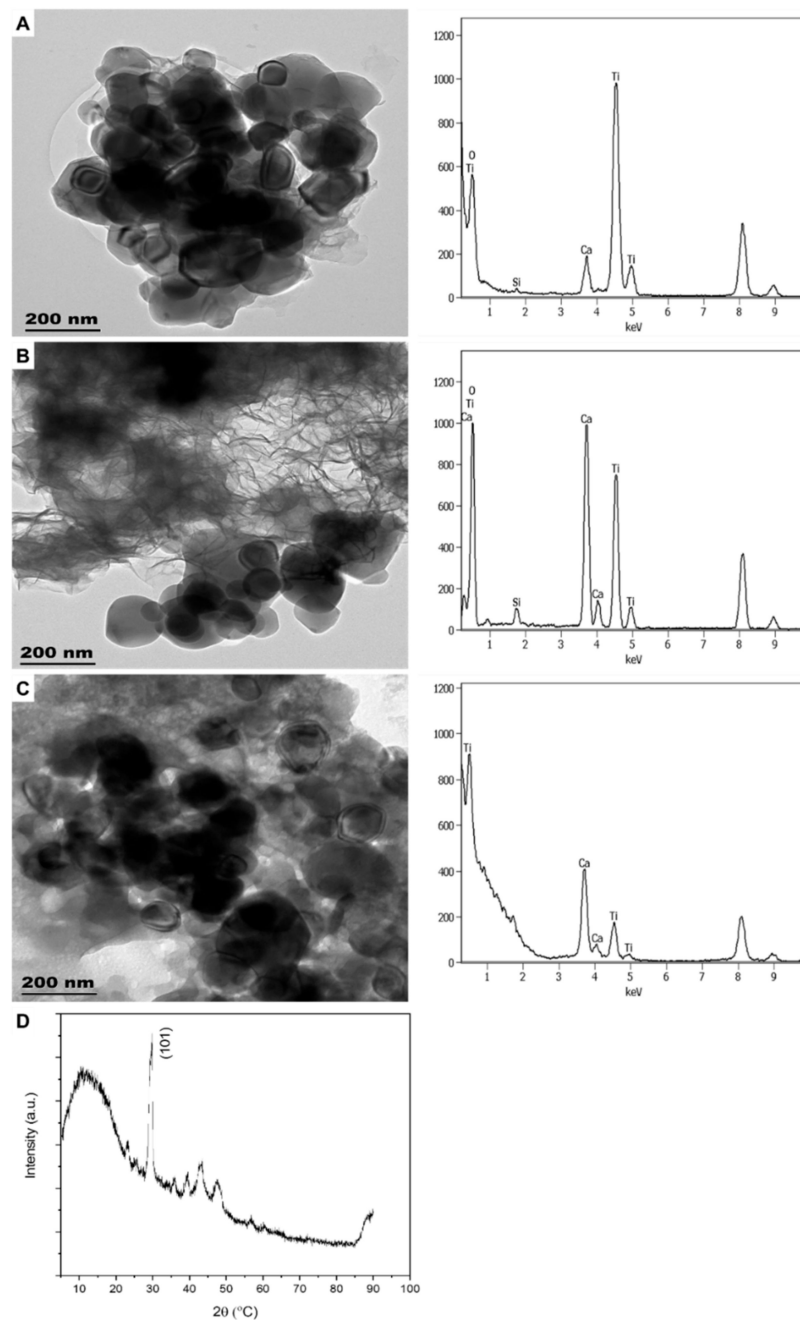 A
200 nm
1200
1000
800
600
400
200
0
O
Ti
Si
Ca
Ti
Ti
1 2 3 4 5 6 7 8 9
keV
B
200 nm
1200
1000
800
600
400
200
0
O
Ti
Ca
Si
Ca
Ca
Ti
Ti
1 2 3 4 5 6 7 8 9
keV
C
200 nm
1200
1000
800
600
400
200
0
Ti
Ca
Ca
Ti
Ti
1 2 3 4 5 6 7 8 9
keV
D
Intensity (a.u.)
(101)
10 20 30 40 50 60 70 80 90 100
2θ (°C)